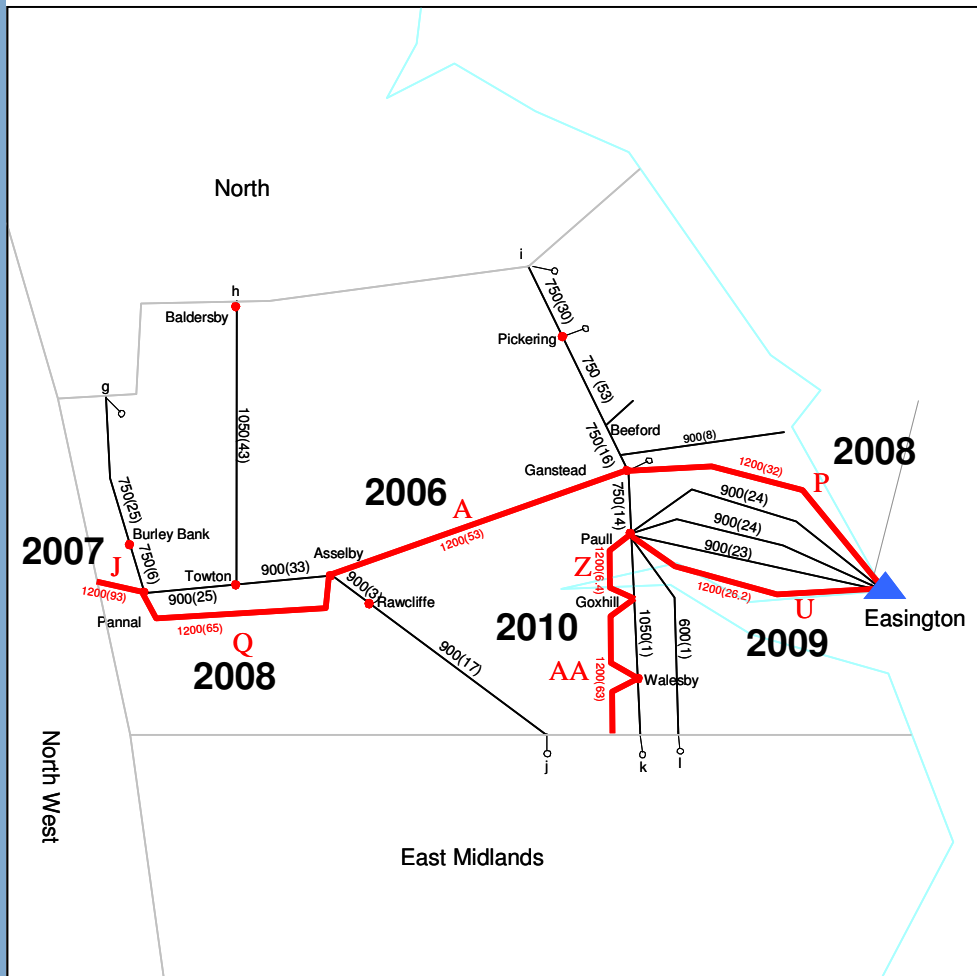 North
i
h
750(30)
Baldersby
Pickering
750 (53)
g
1050(43)
Beeford
900(8)
2008
750(16)
Ganstead
1200(32)
P
2006
A
750(25)
750(14)
900(24)
1200(53)
900(24)
Burley Bank
Paull
900(23)
2007
J
750(6)
Asselby
Towton
900(33)
Z
1200(6.4)
1200(93)
900(25)
900(3)
Rawcliffe
Goxhill
1200(26.2)
U
Easington
Pannal
1200(65)
Q
2010
1050(1)
600(1)
2009
2008
900(17)
AA
1200(63)
Walesby
North West
j
k
l
East Midlands